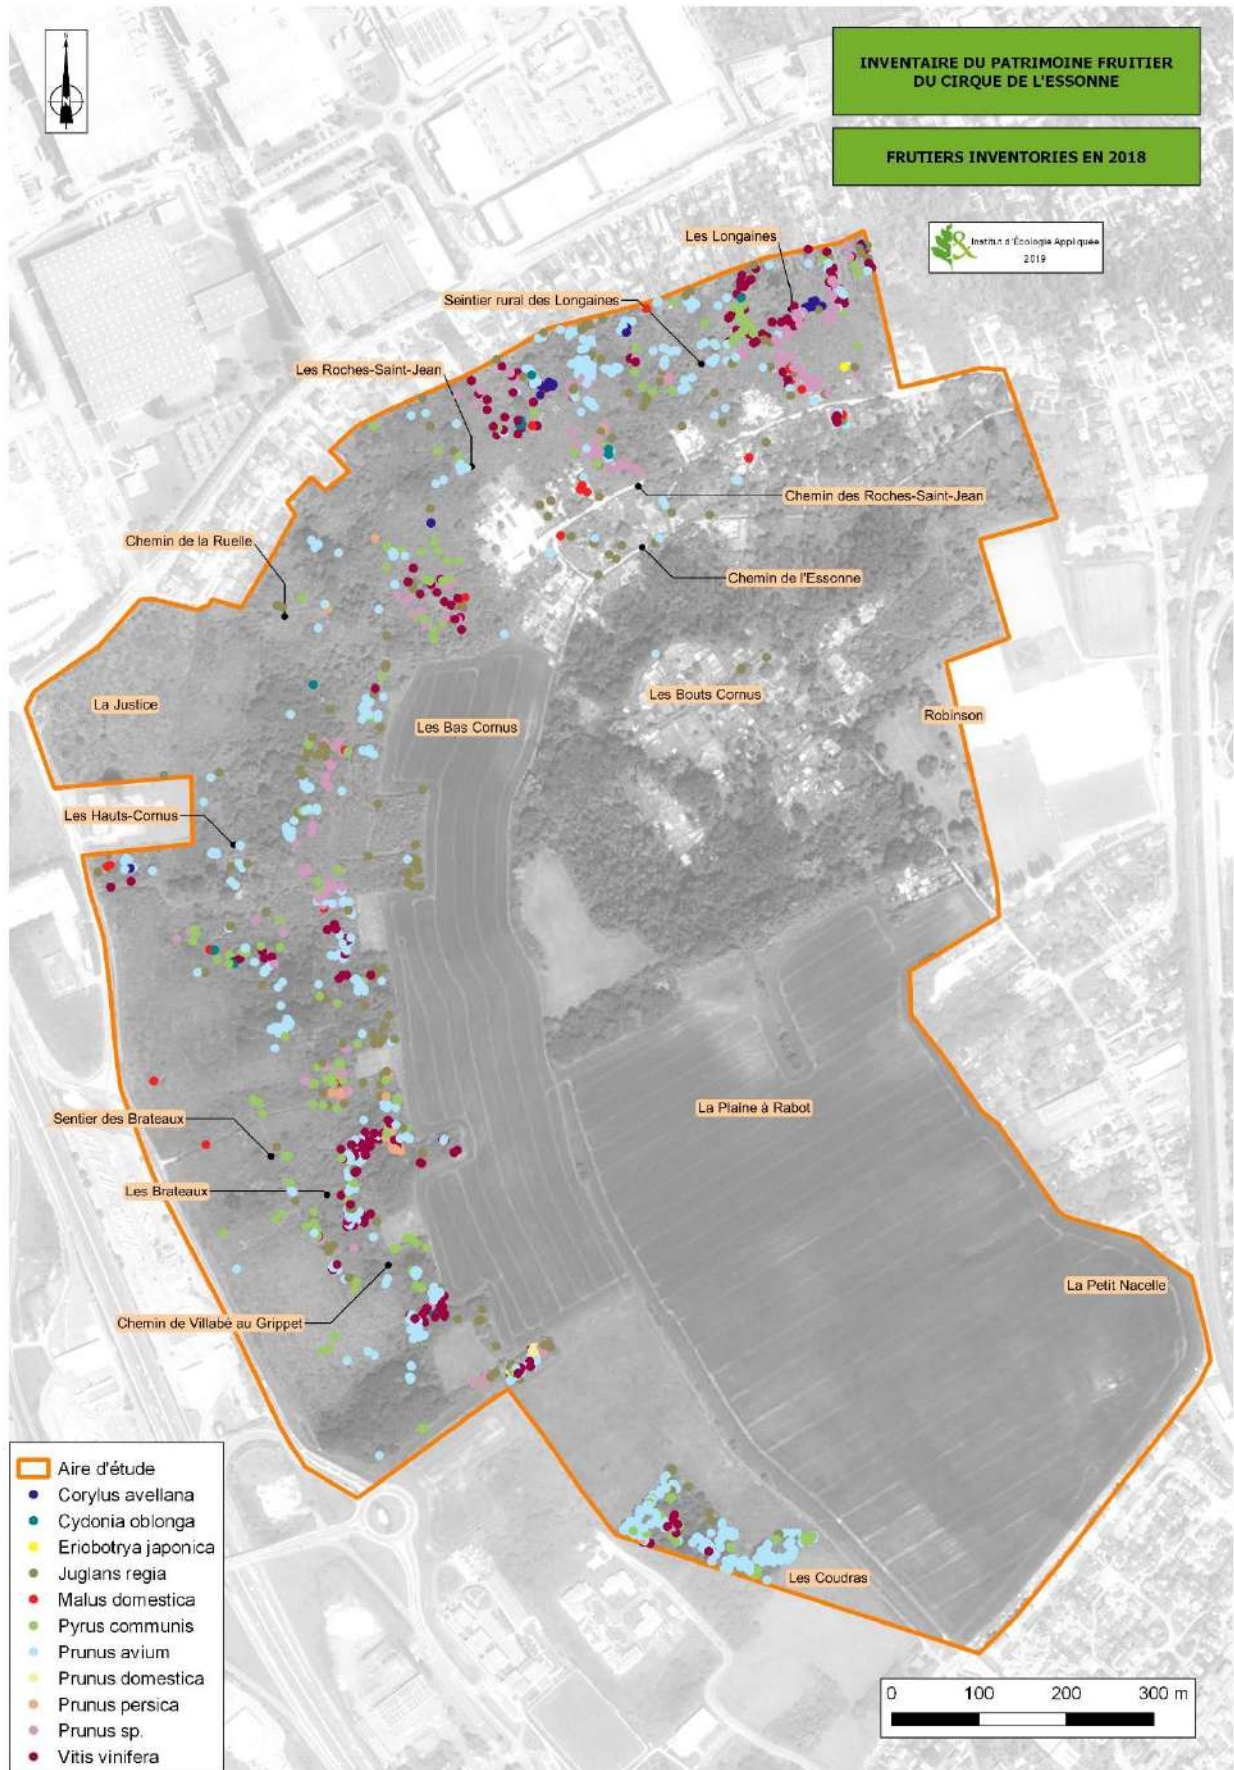 N
N
INVENTAIRE DU PATRIMOINE FRUITIER
DU CIRQUE DE L'ESSONNE
FRUTIERS INVENTORIES EN 2018
Institut d'Écologie Appliquée
2019
Les Longaines
Seintier rural des Longaines
Les Roches-Saint-Jean
Chemin des Roches-Saint-Jean
Chemin de la Ruelle
Chemin de l'Essonne
Les Bouts Cornus
La Justice
Robinson
Les Bas Cornus
Les Hauts-Cornus
La Plaine à Rabot
Sentier des Brateaux
Les Brateaux
La Petit Nacelle
Chemin de Villabé au Grippet
Les Coudras
Aire d'étude
Corylus avellana
Cydonia oblonga
Eriobotrya japonica
Juglans regia
Malus domestica
Pyrus communis
Prunus avium
Prunus domestica
Prunus persica
Prunus sp.
Vitis vinifera
0 100 200 300 m